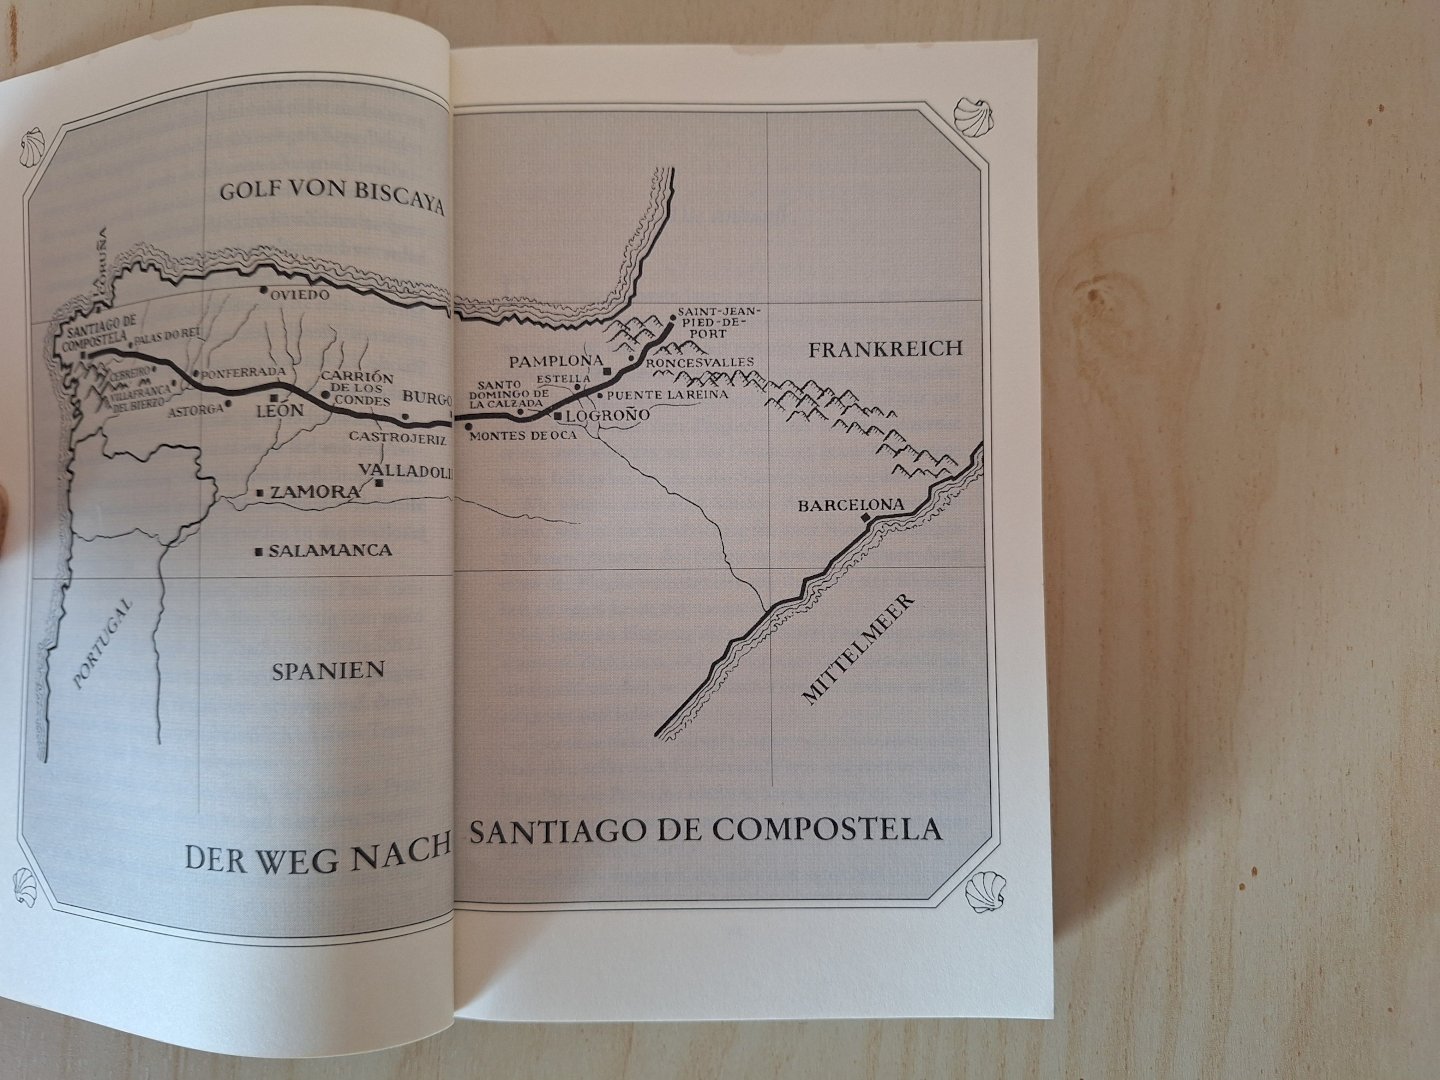 GOLF VON BISCAYA
LA CORUÑA
OVIEDO
SANTIAGO DE
COMPOSTELA
PALAS DO REI
CEBREIRO
VILLAFRANCA
DEL BIERZO
PONFERRADA
ASTORGA
LEÓN
CARRIÓN
DE LOS
CONDES
BURGO
CASTROJERIZ
VALLADOLI
ZAMORA
SALAMANCA
PORTUGAL
SPANIEN
SAINT-JEAN-
PIED-DE-
PORT
FRANKREICH
PAMPLONA
RONCESVALLES
ESTELLA
PUENTE LA REINA
SANTO
DOMINGO DE
LA CALZADA
LOGROÑO
MONTES DE OCA
BARCELONA
MITTELMEER
DER WEG NACH SANTIAGO DE COMPOSTELA